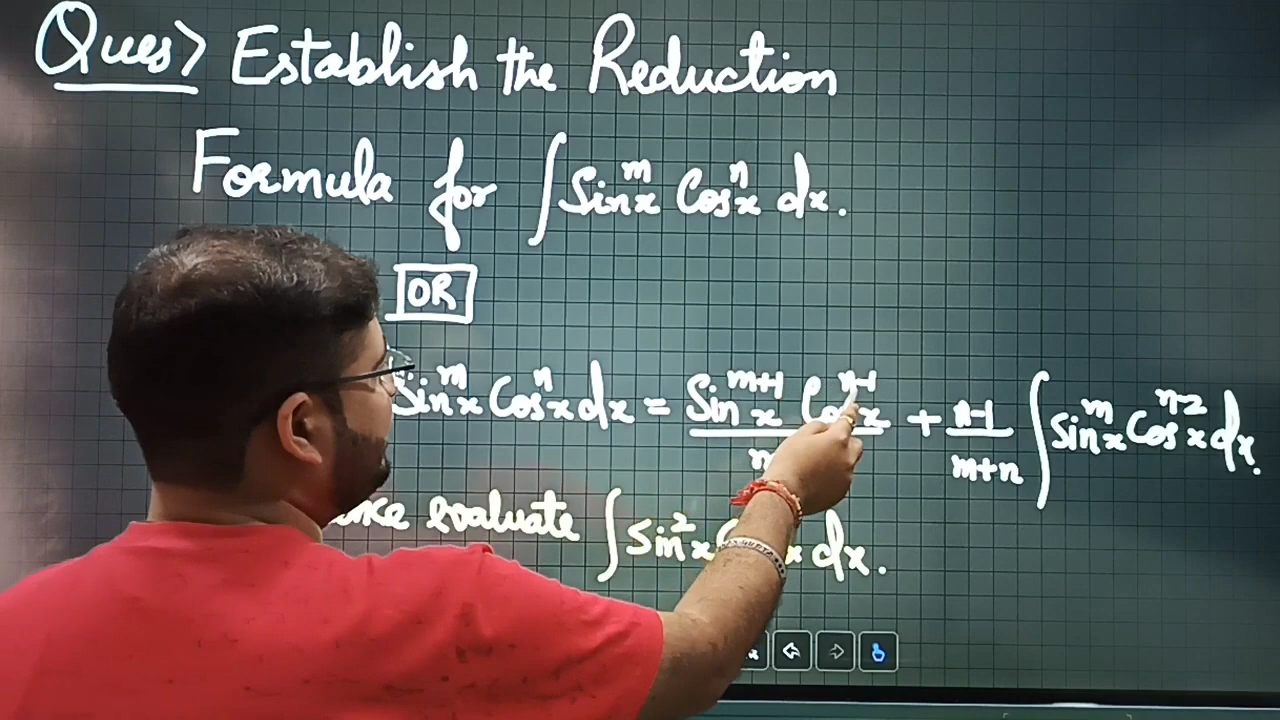 Ques> Establish the Reduction
Formula for ∫ Sin^m x Cos^n x dx.
OR
Sin^m x Cos^n x dx = Sin^{m+1} x Cos^{n-1} x / + n-1 / m+n ∫ Sin^m x Cos^{n-2} x dx.
evaluate ∫ Sin^2 x dx.